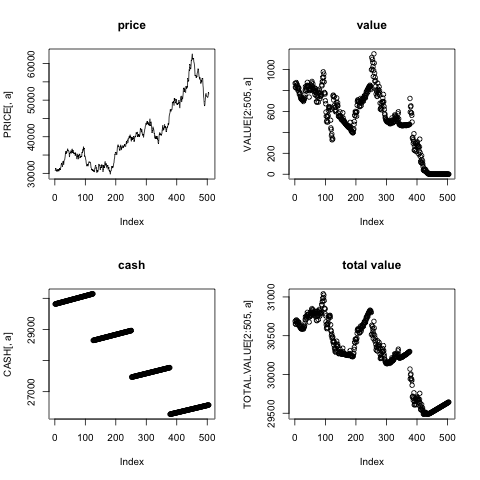 price
PRICE[, a]
30000 40000 50000 60000
0 100 200 300 400 500
Index
value
VALUE[2:505, a]
0 200 600 1000
0 100 200 300 400 500
Index
cash
CASH[, a]
27000 29000
0 100 200 300 400 500
Index
total value
TOTAL.VALUE[2:505, a]
29500 30000 30500 31000
0 100 200 300 400 500
Index